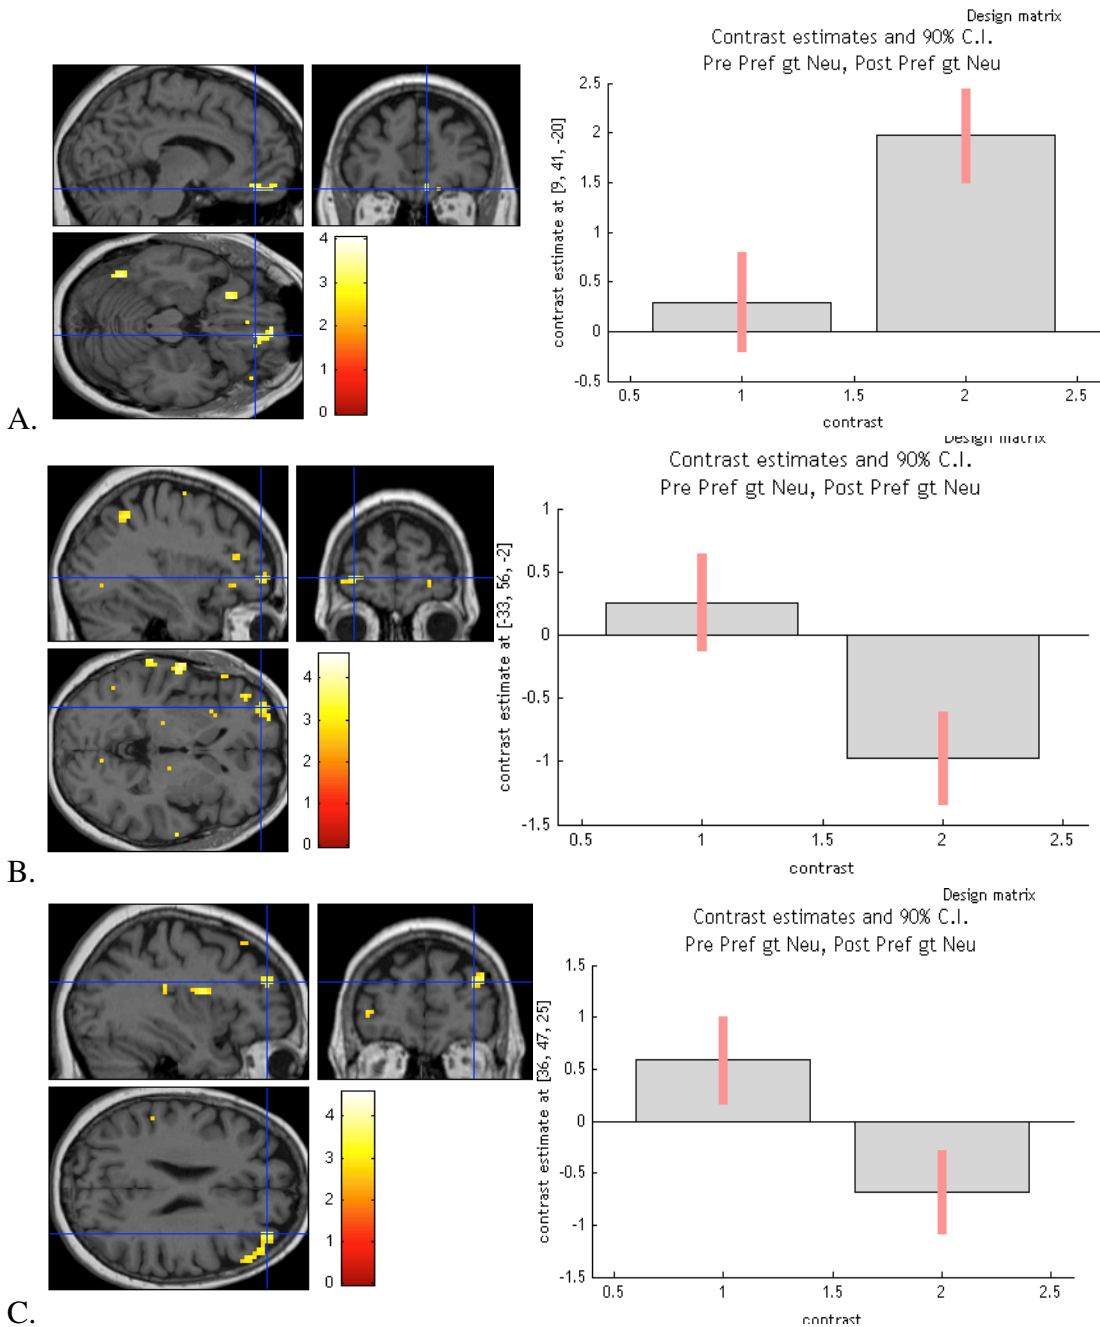 Design matrix
Contrast estimates and 90% C.I.
Pre Pref gt Neu, Post Pref gt Neu
contrast estimate at [9, 41, -20]
2.5
2
1.5
1
0.5
0
-0.5
0.5
1
1.5
2
2.5
contrast
4
3
2
1
0
A.
Design matrix
Contrast estimates and 90% C.I.
Pre Pref gt Neu, Post Pref gt Neu
contrast estimate at [-33, 56, -2]
1
0.5
0
-0.5
-1
-1.5
0.5
1
1.5
2
2.5
contrast
4
3
2
1
0
B.
Design matrix
Contrast estimates and 90% C.I.
Pre Pref gt Neu, Post Pref gt Neu
contrast estimate at [36, 47, 25]
1.5
1
0.5
0
-0.5
-1
-1.5
0.5
1
1.5
2
2.5
contrast
4
3
2
1
0
C.